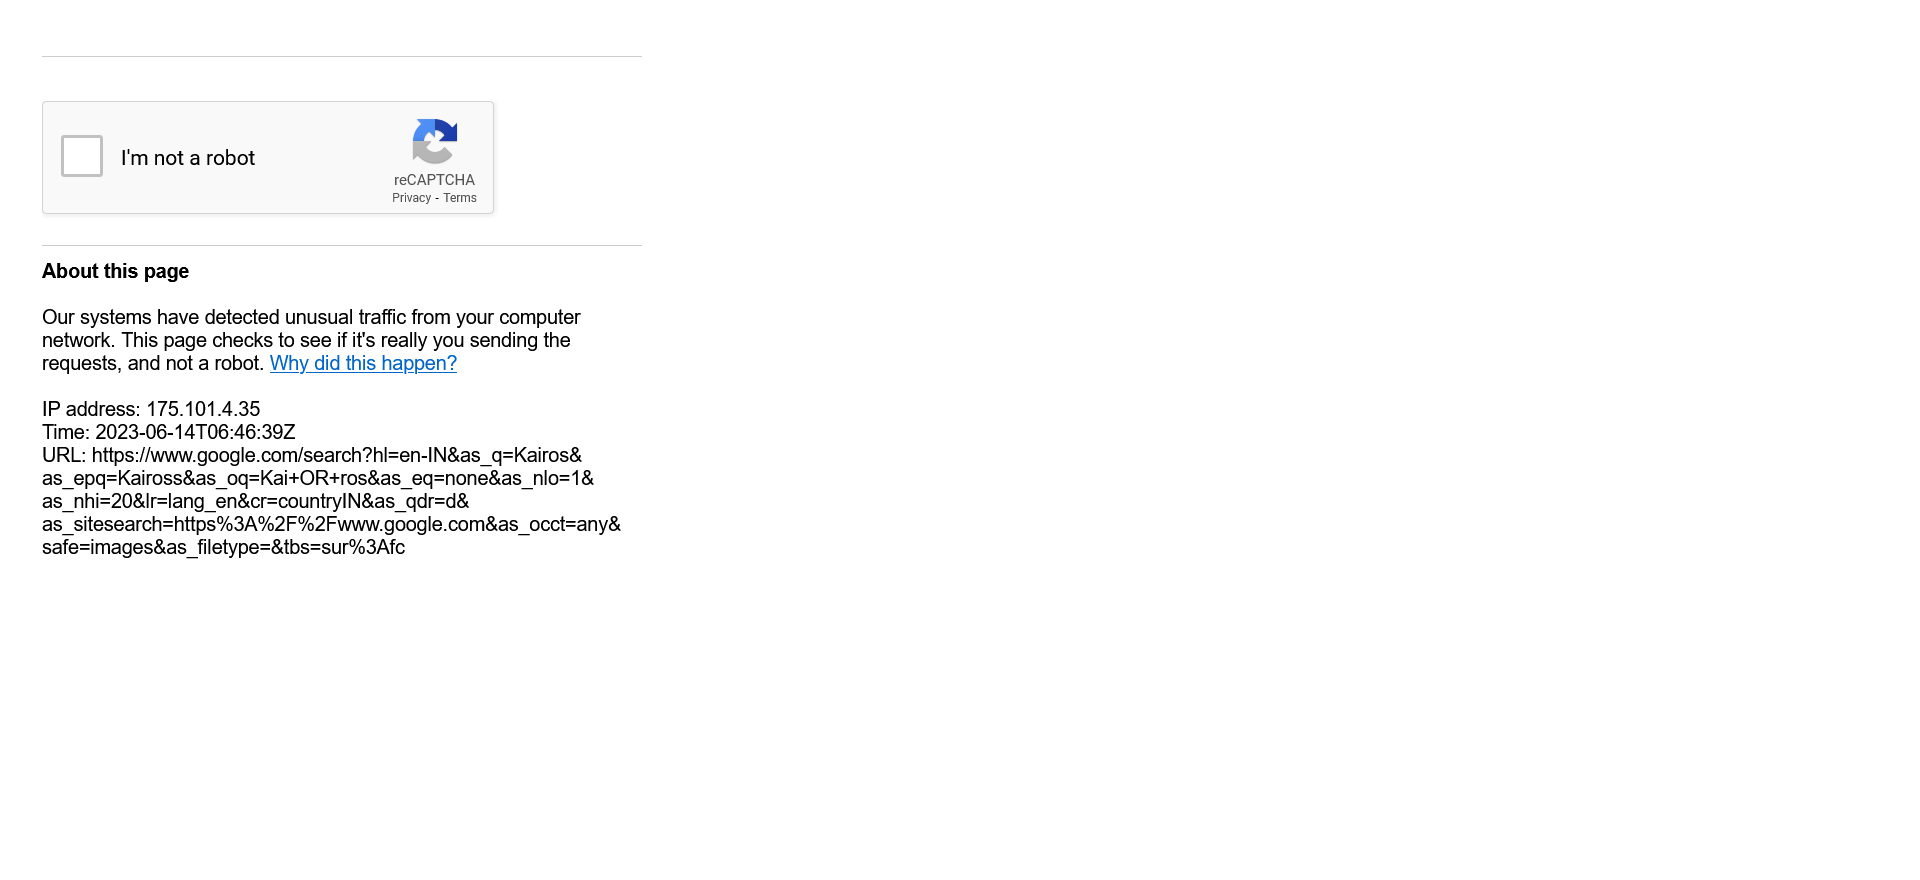 I'm not a robot
reCAPTCHA
Privacy - Terms
About this page
Our systems have detected unusual traffic from your computer
network. This page checks to see if it's really you sending the
requests, and not a robot. Why did this happen?
IP address: 175.101.4.35
Time: 2023-06-14T06:46:39Z
URL: https://www.google.com/search?hl=en-IN&as_q=Kairos&
as_epq=Kaiross&as_oq=Kai+OR+ros&as_eq=none&as_nlo=1&
as_nhi=20&lr=lang_en&cr=countryIN&as_qdr=d&
as_sitesearch=https%3A%2F%2Fwww.google.com&as_occt=any&
safe=images&as_filetype=&tbs=sur%3Afc